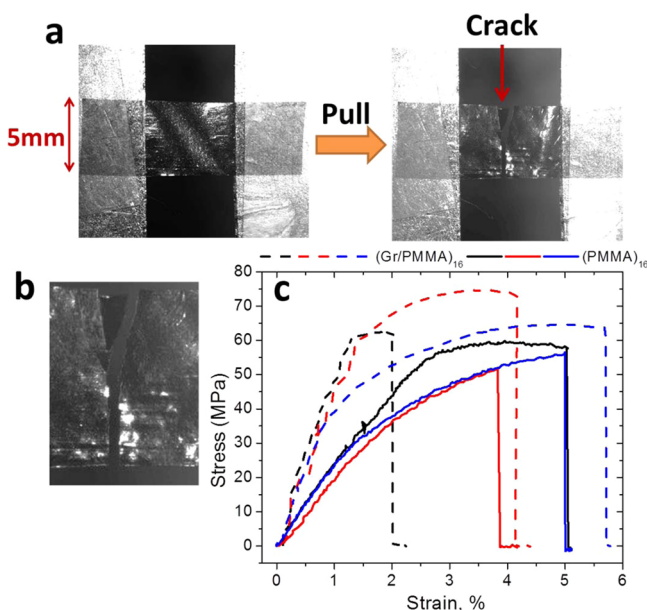 a
Crack
5mm
Pull
(Gr/PMMA)16
(PMMA)16
b
c
80
70
60
50
40
30
20
10
0
Stress (MPa)
0 1 2 3 4 5 6
Strain, %